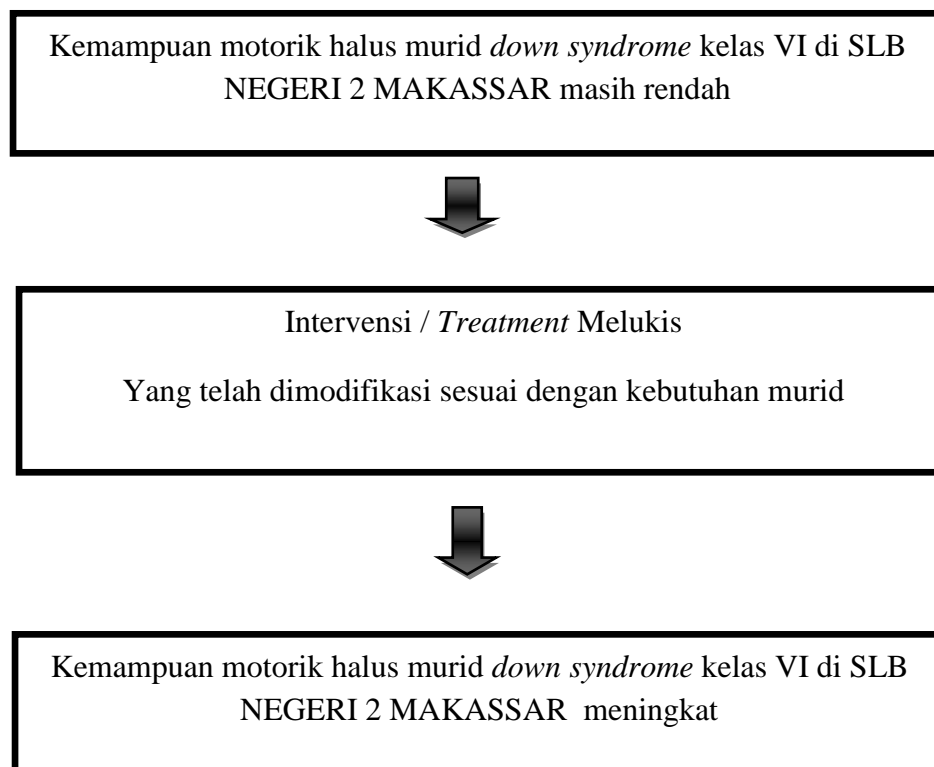 Kemampuan motorik halus murid down syndrome kelas VI di SLB
NEGERI 2 MAKASSAR masih rendah
Intervensi / Treatment Melukis
Yang telah dimodifikasi sesuai dengan kebutuhan murid
Kemampuan motorik halus murid down syndrome kelas VI di SLB
NEGERI 2 MAKASSAR meningkat